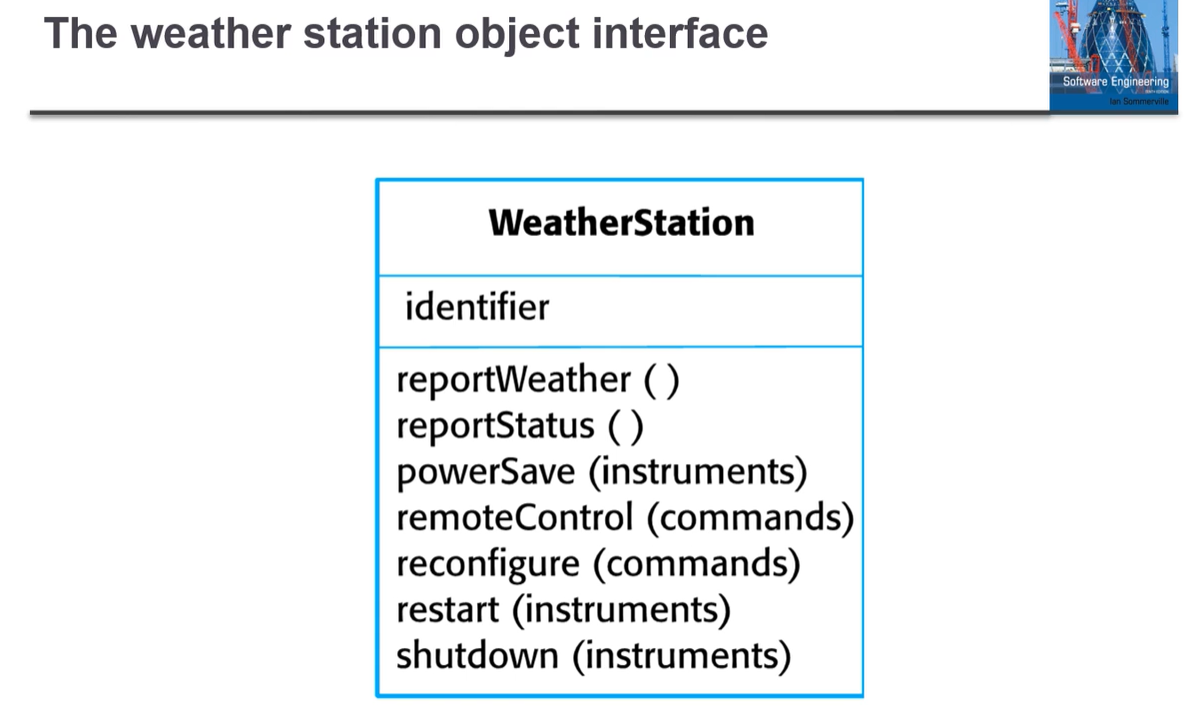 The weather station object interface
Software Engineering
Ian Sommerville
WeatherStation
identifier
reportWeather ( )
reportStatus ( )
powerSave (instruments)
remoteControl (commands)
reconfigure (commands)
restart (instruments)
shutdown (instruments)